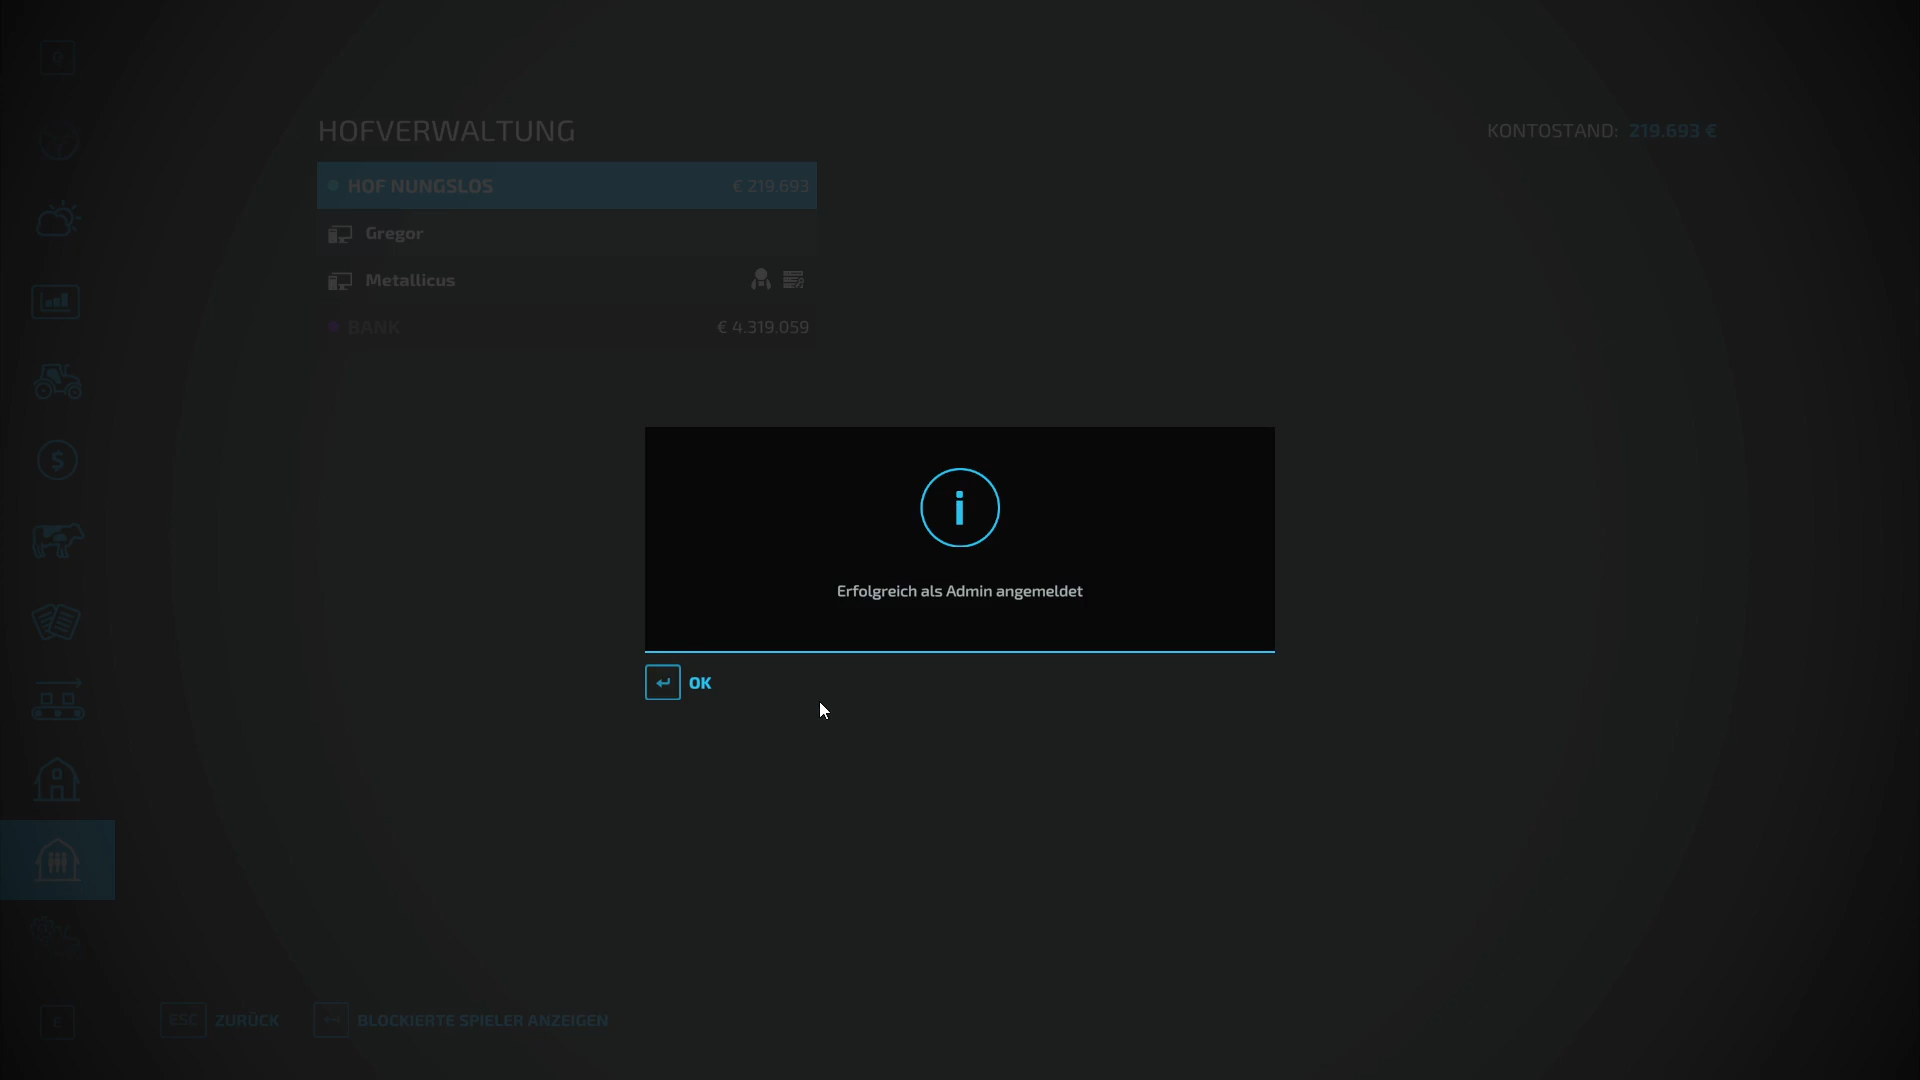 Q
HOFVERWALTUNG
KONTOSTAND: 219.693 €
HOF NUNGSLOS € 219.693
Gregor
Metallicus
BANK € 4.319.059
$
i
Erfolgreich als Admin angemeldet
OK
E
ESC ZURÜCK
BLOCKIERTE SPIELER ANZEIGEN